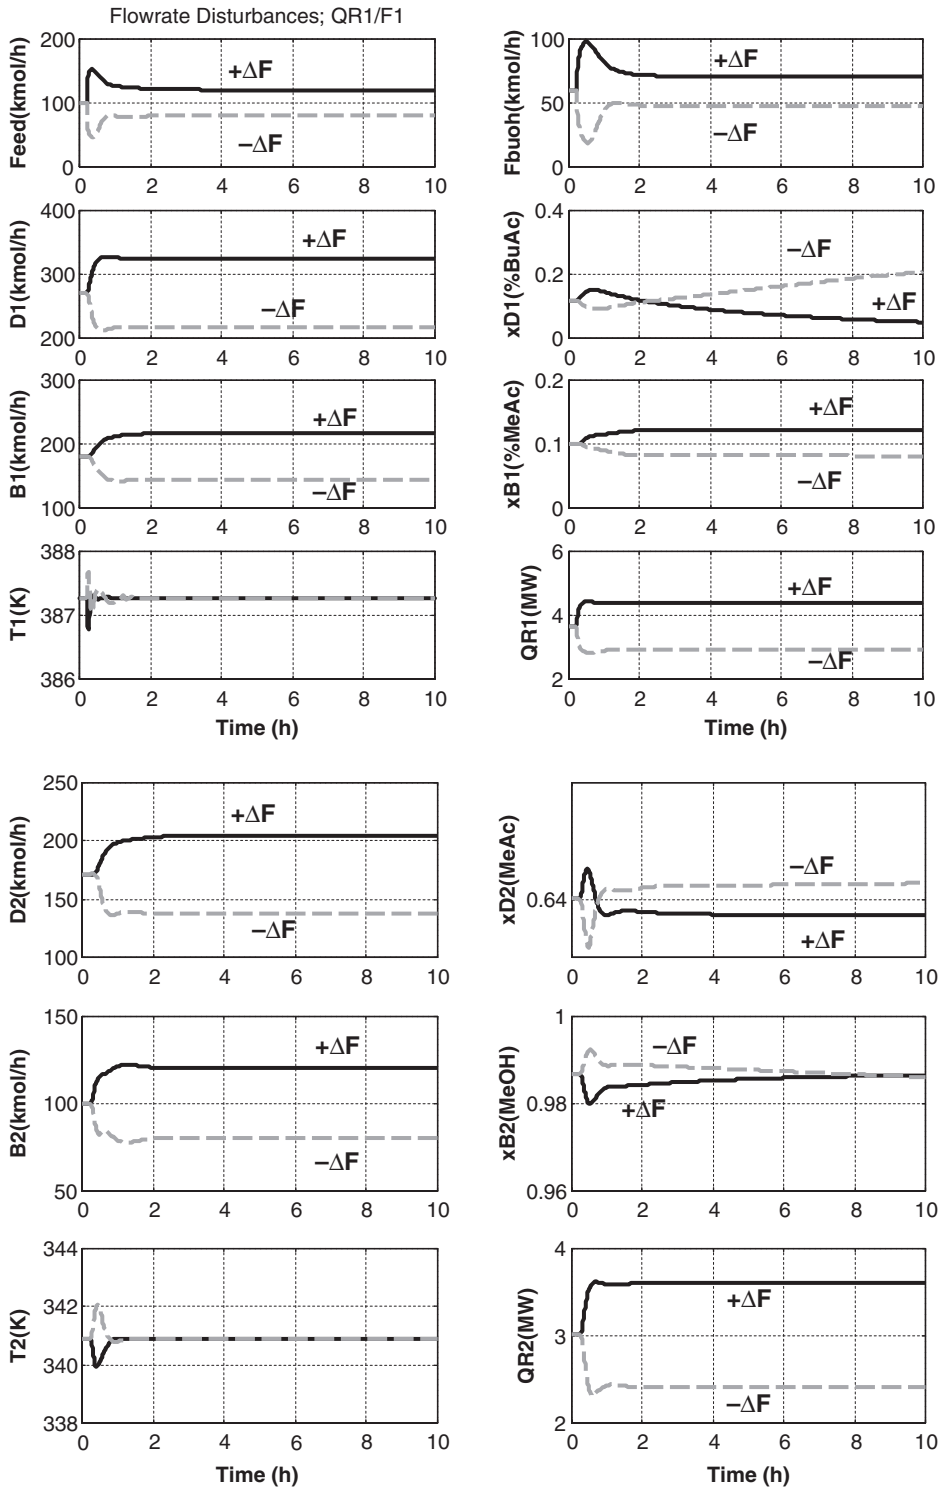 Flowrate Disturbances; QR1/F1
Feed(kmol/h)
200
100
0
+ΔF
−ΔF
0 2 4 6 8 10
Fbuoh(kmol/h)
100
50
0
+ΔF
−ΔF
0 2 4 6 8 10
D1(kmol/h)
400
300
200
+ΔF
−ΔF
0 2 4 6 8 10
xD1(%BuAc)
0.4
0.2
0
−ΔF
+ΔF
0 2 4 6 8 10
B1(kmol/h)
300
200
100
+ΔF
−ΔF
0 2 4 6 8 10
xB1(%MeAc)
0.2
0.1
0
+ΔF
−ΔF
0 2 4 6 8 10
T1(K)
388
387
386
0 2 4 6 8 10
Time (h)
QR1(MW)
6
4
2
+ΔF
−ΔF
0 2 4 6 8 10
Time (h)
D2(kmol/h)
250
200
150
100
+ΔF
−ΔF
0 2 4 6 8 10
xD2(MeAc)
0.64
−ΔF
+ΔF
0 2 4 6 8 10
B2(kmol/h)
150
100
50
+ΔF
−ΔF
0 2 4 6 8 10
xB2(MeOH)
1
0.98
0.96
−ΔF
+ΔF
0 2 4 6 8 10
T2(K)
344
342
340
338
0 2 4 6 8 10
Time (h)
QR2(MW)
4
3
2
+ΔF
−ΔF
0 2 4 6 8 10
Time (h)